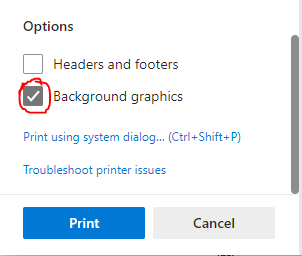 Options
Headers and footers
Background graphics
Print using system dialog... (Ctrl+Shift+P)
Troubleshoot printer issues
Print Cancel